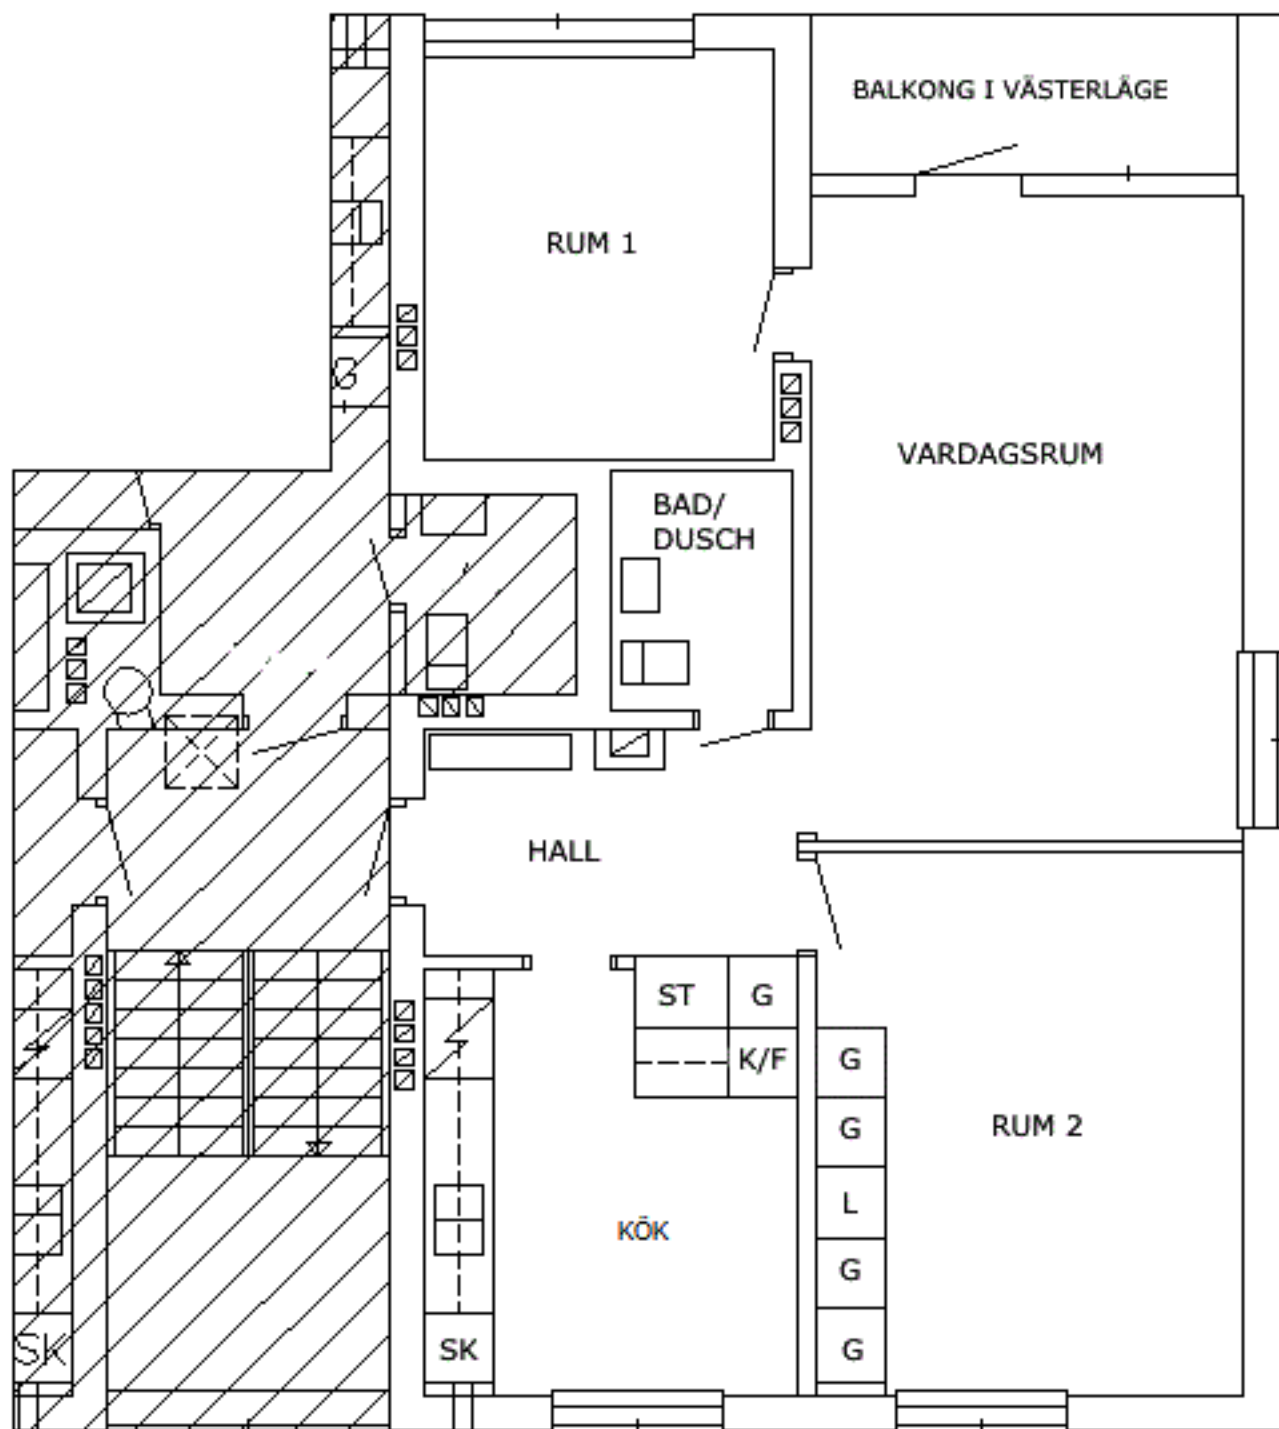 BALKONG I VÄSTERLÄGE
RUM 1
VARDAGSRUM
BAD/
DUSCH
HALL
ST G
K/F
G
G
L
G
G
RUM 2
KÖK
SK
SK